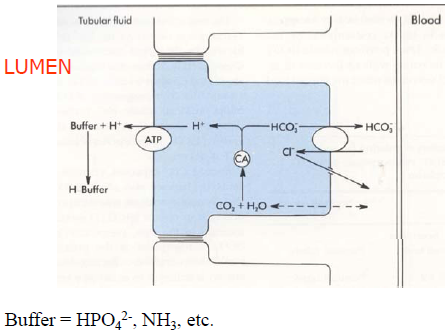 Tubular fluid
Blood
LUMEN
Buffer + H⁺
H⁺
HCO₃⁻
HCO₃⁻
ATP
Cl⁻
CA
H Buffer
CO₂ + H₂O
Buffer = HPO₄²⁻, NH₃, etc.